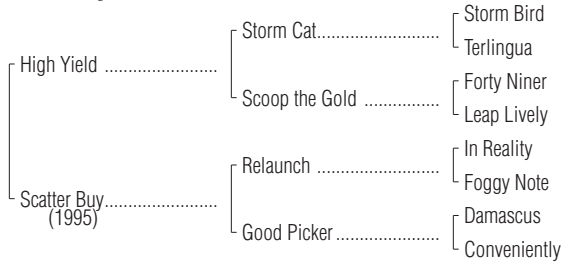 Storm Bird
Storm Cat..............................
Terlingua
High Yield ...........................
Forty Niner
Scoop the Gold ..................
Leap Lively
In Reality
Relaunch ..............................
Foggy Note
Scatter Buy...........................
(1995)
Damascus
Good Picker.........................
Conveniently